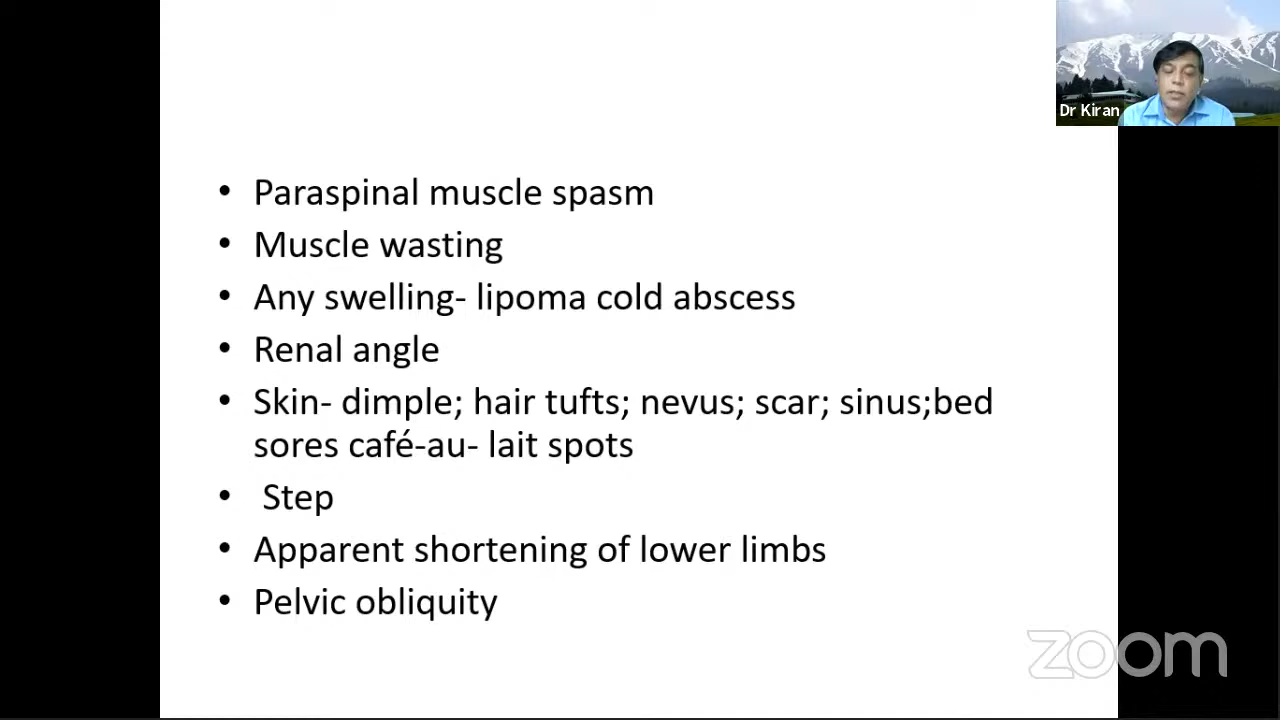 Dr Kiran
• Paraspinal muscle spasm
• Muscle wasting
• Any swelling- lipoma cold abscess
• Renal angle
• Skin- dimple; hair tufts; nevus; scar; sinus;bed
sores café-au- lait spots
• Step
• Apparent shortening of lower limbs
• Pelvic obliquity
zoom